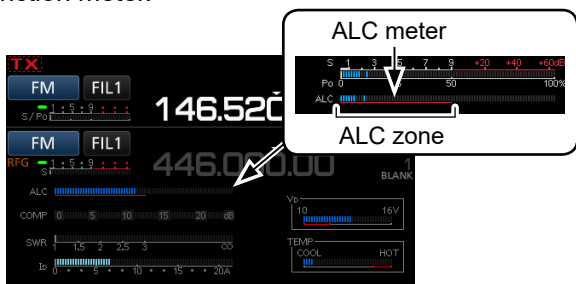 nction meter.
ALC meter
S 1 3 5 7 9 +20 +40 +60dB
Po 0 50 100%
ALC
ALC zone
TX
FM FIL1
S/Po 1 • 5 • 9
146.520
FM FIL1
RFG
S 1 • 5 • 9
446.000.00
1
BLANK
ALC
COMP 0 5 10 15 20 dB
SWR 1 1.5 2 2.5 3 ∞
ID 0 5 10 15 20A
VD
10 16V
TEMP
COOL HOT